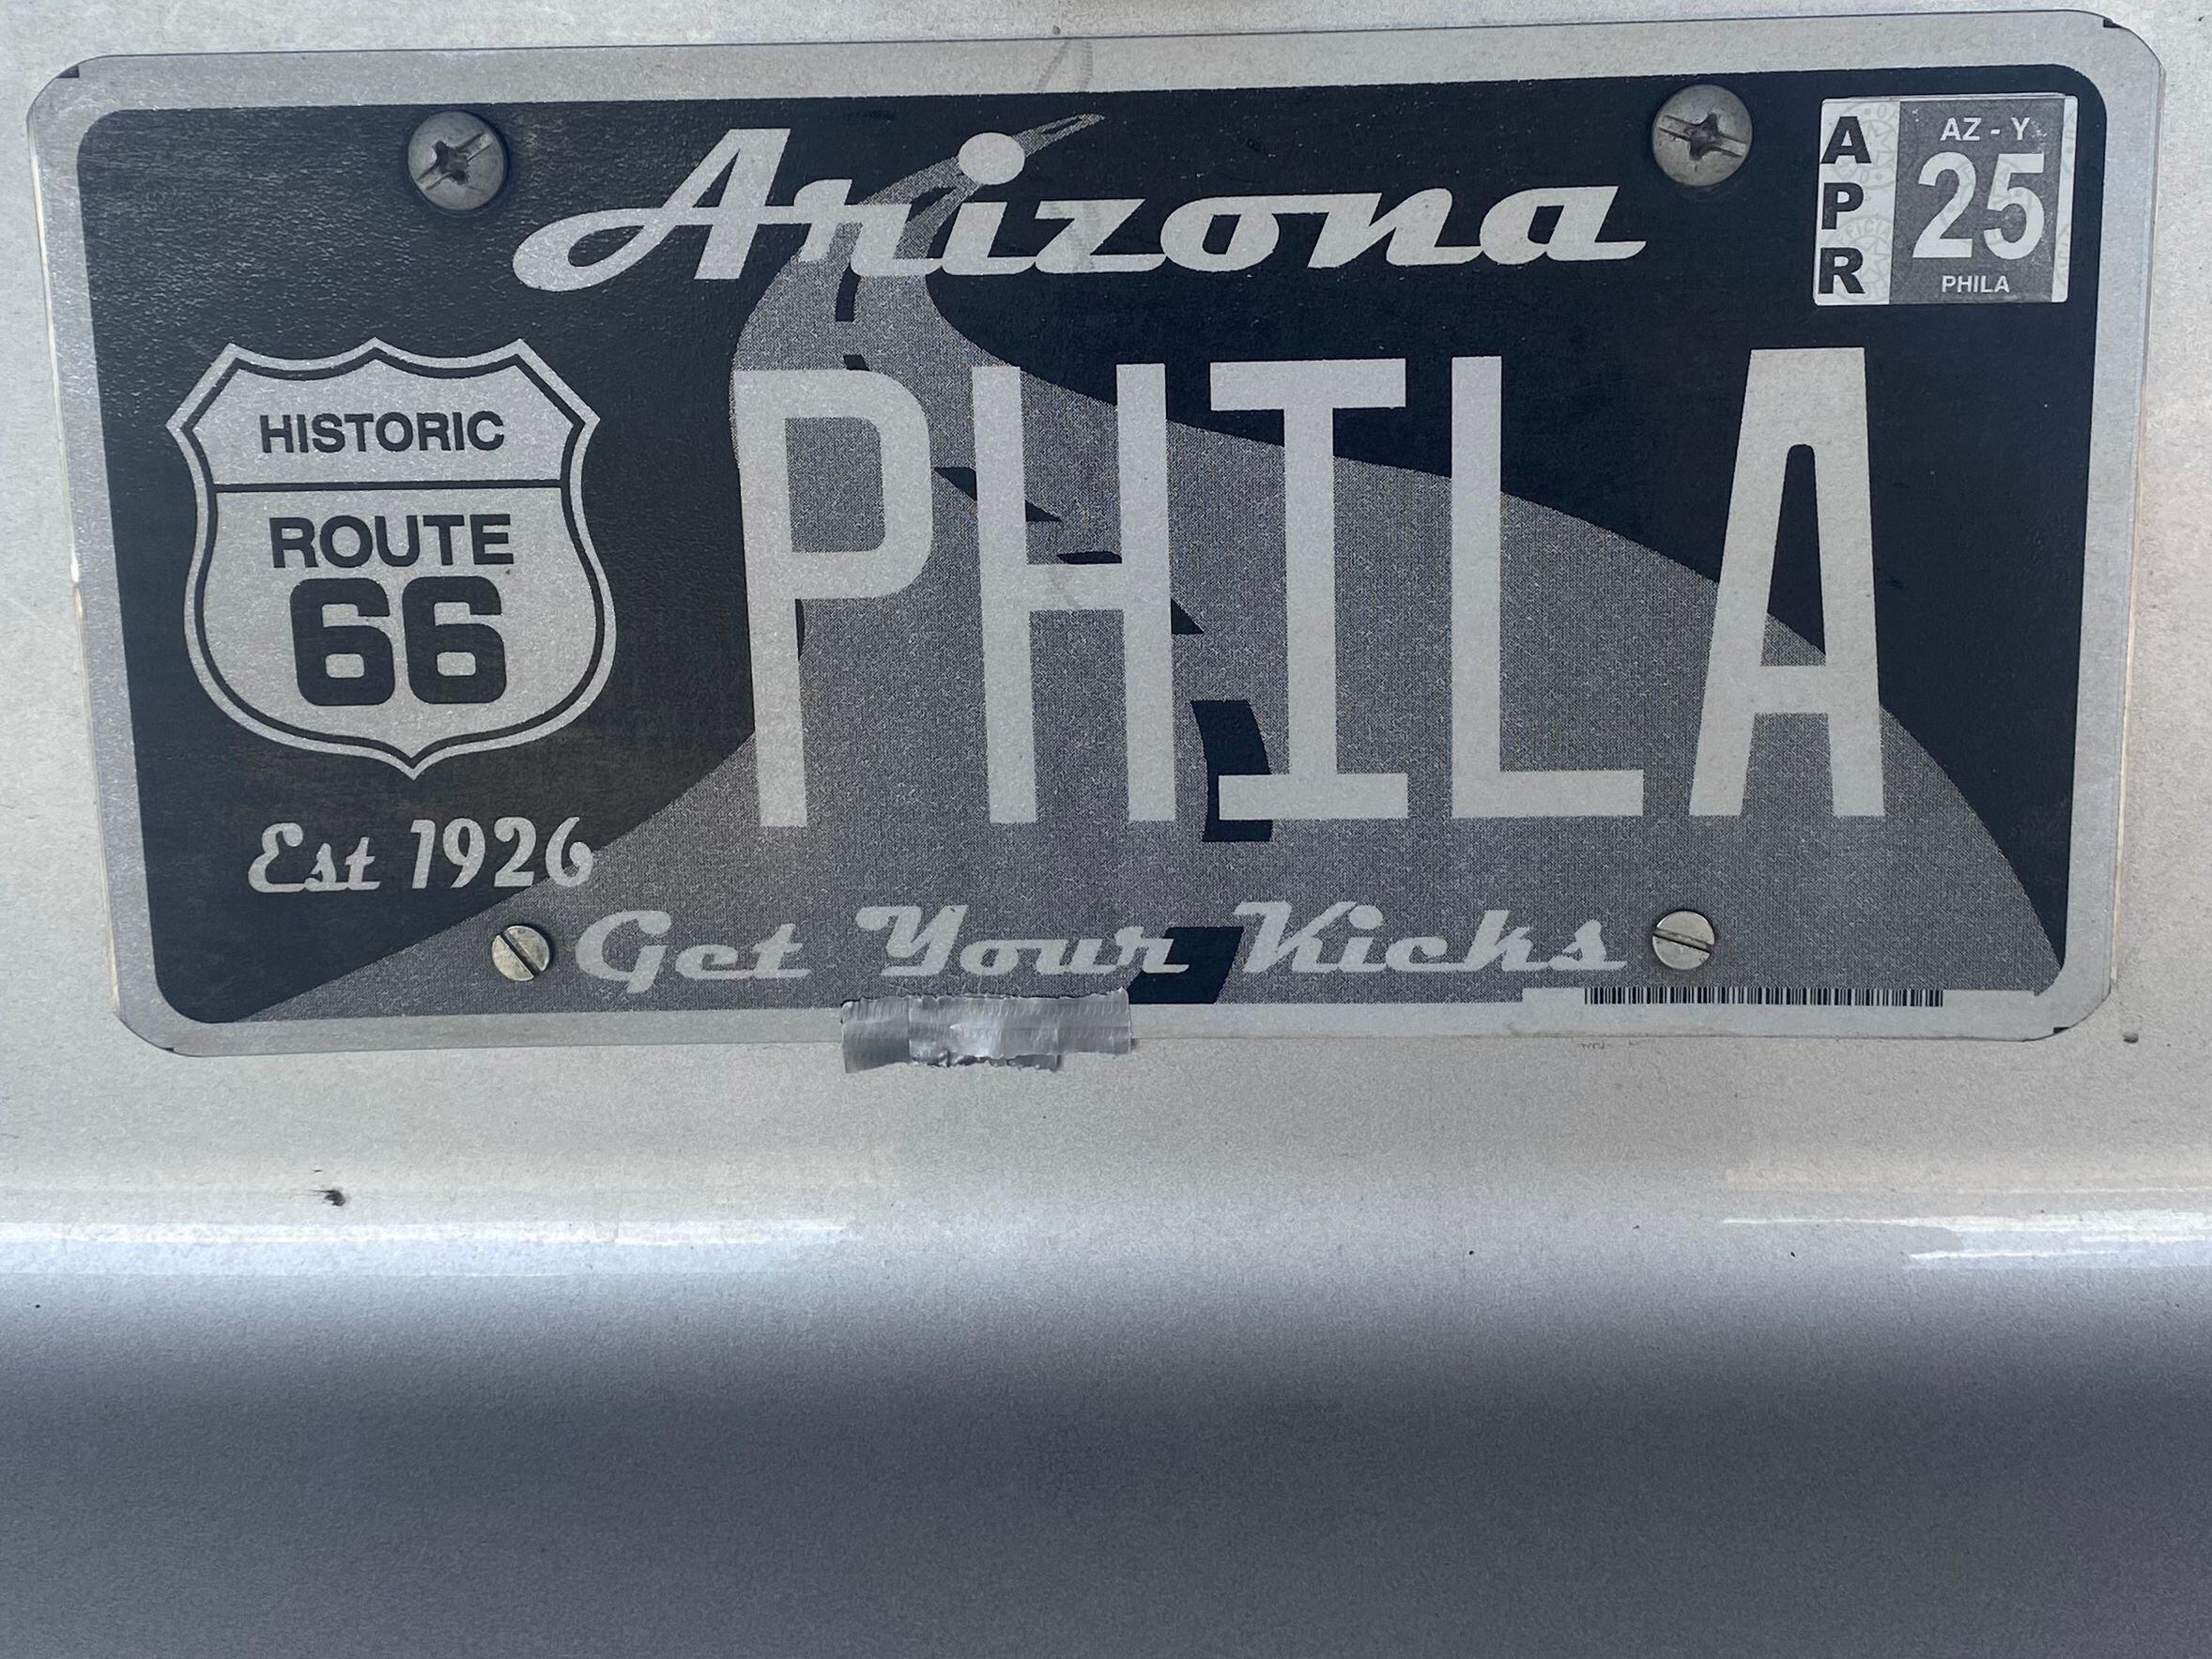 Arizona
APR
AZ - Y
25
PHILA
HISTORIC
ROUTE
66
PHILA
Est 1926
Get Your Kicks